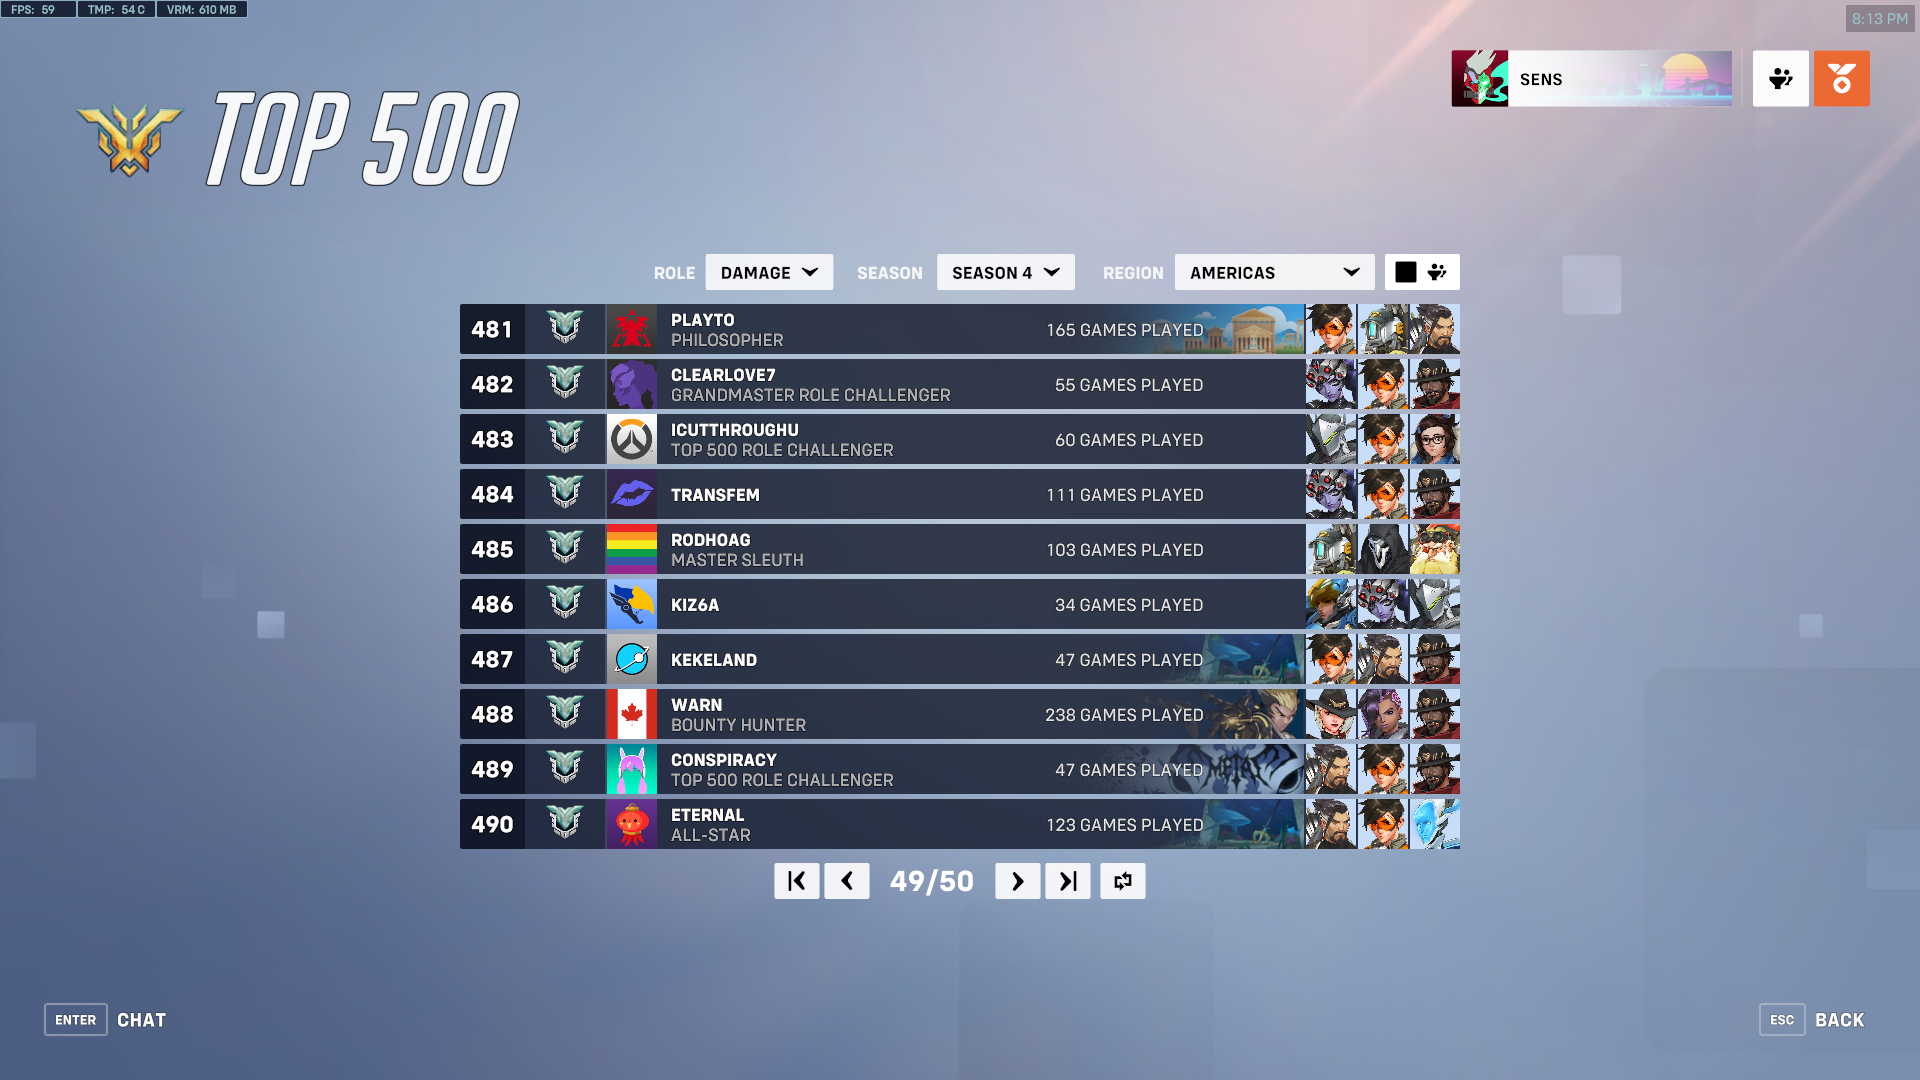 FPS: 59 TMP: 54 C VRM: 610 MB
8:13 PM
SENS
TOP 500
ROLE DAMAGE SEASON SEASON 4 REGION AMERICAS
481 PLAYTO
PHILOSOPHER
165 GAMES PLAYED
482 CLEARLOVE7
GRANDMASTER ROLE CHALLENGER
55 GAMES PLAYED
483 ICUTTHROUGHU
TOP 500 ROLE CHALLENGER
60 GAMES PLAYED
484 TRANSFEM
111 GAMES PLAYED
485 RODHOAG
MASTER SLEUTH
103 GAMES PLAYED
486 KIZ6A
34 GAMES PLAYED
487 KEKELAND
47 GAMES PLAYED
488 WARN
BOUNTY HUNTER
238 GAMES PLAYED
489 CONSPIRACY
TOP 500 ROLE CHALLENGER
47 GAMES PLAYED
490 ETERNAL
ALL-STAR
123 GAMES PLAYED
49/50
ENTER CHAT
ESC BACK